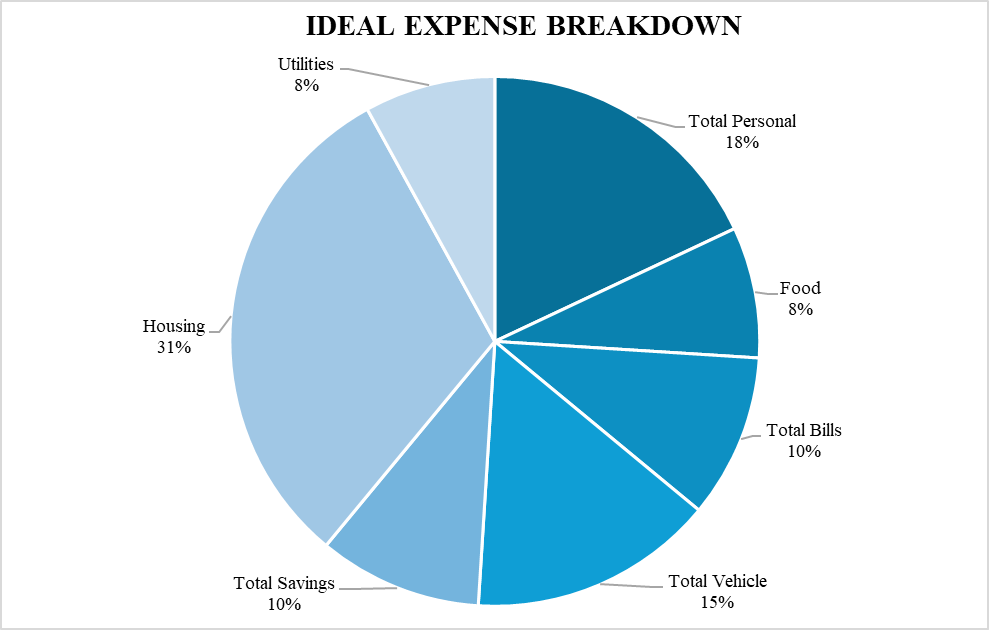 IDEAL EXPENSE BREAKDOWN
Utilities
8%
Total Personal
18%
Food
8%
Housing
31%
Total Bills
10%
Total Savings
10%
Total Vehicle
15%